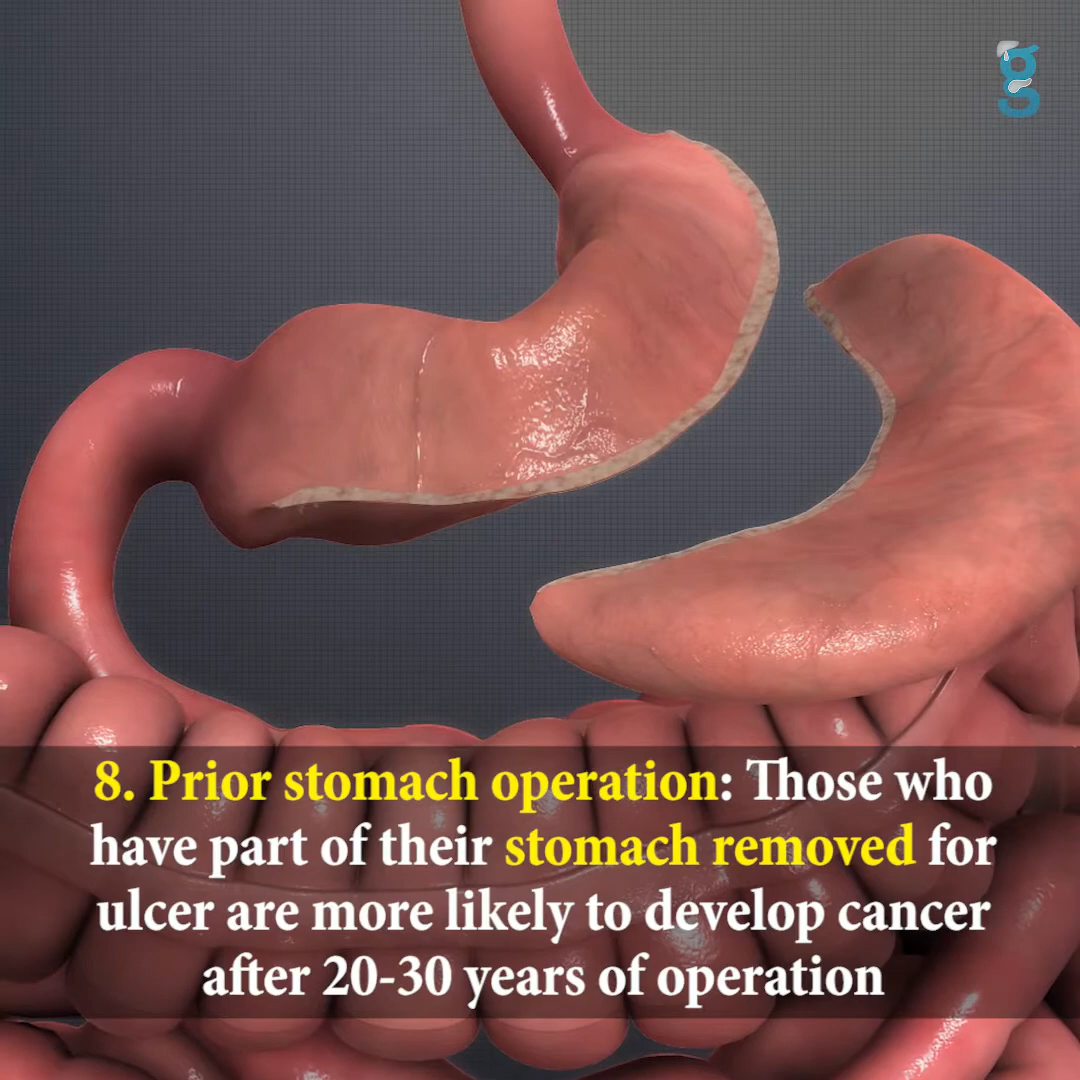 8. Prior stomach operation: Those who
have part of their stomach removed for
ulcer are more likely to develop cancer
after 20-30 years of operation